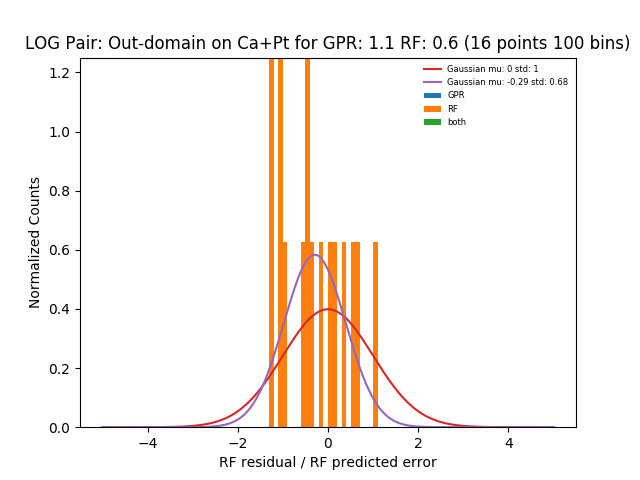 LOG Pair: Out-domain on Ca+Pt for GPR: 1.1 RF: 0.6 (16 points 100 bins)
Gaussian mu: 0 std: 1
Gaussian mu: -0.29 std: 0.68
GPR
RF
both
Normalized Counts
1.2
1.0
0.8
0.6
0.4
0.2
0.0
−4 −2 0 2 4
RF residual / RF predicted error